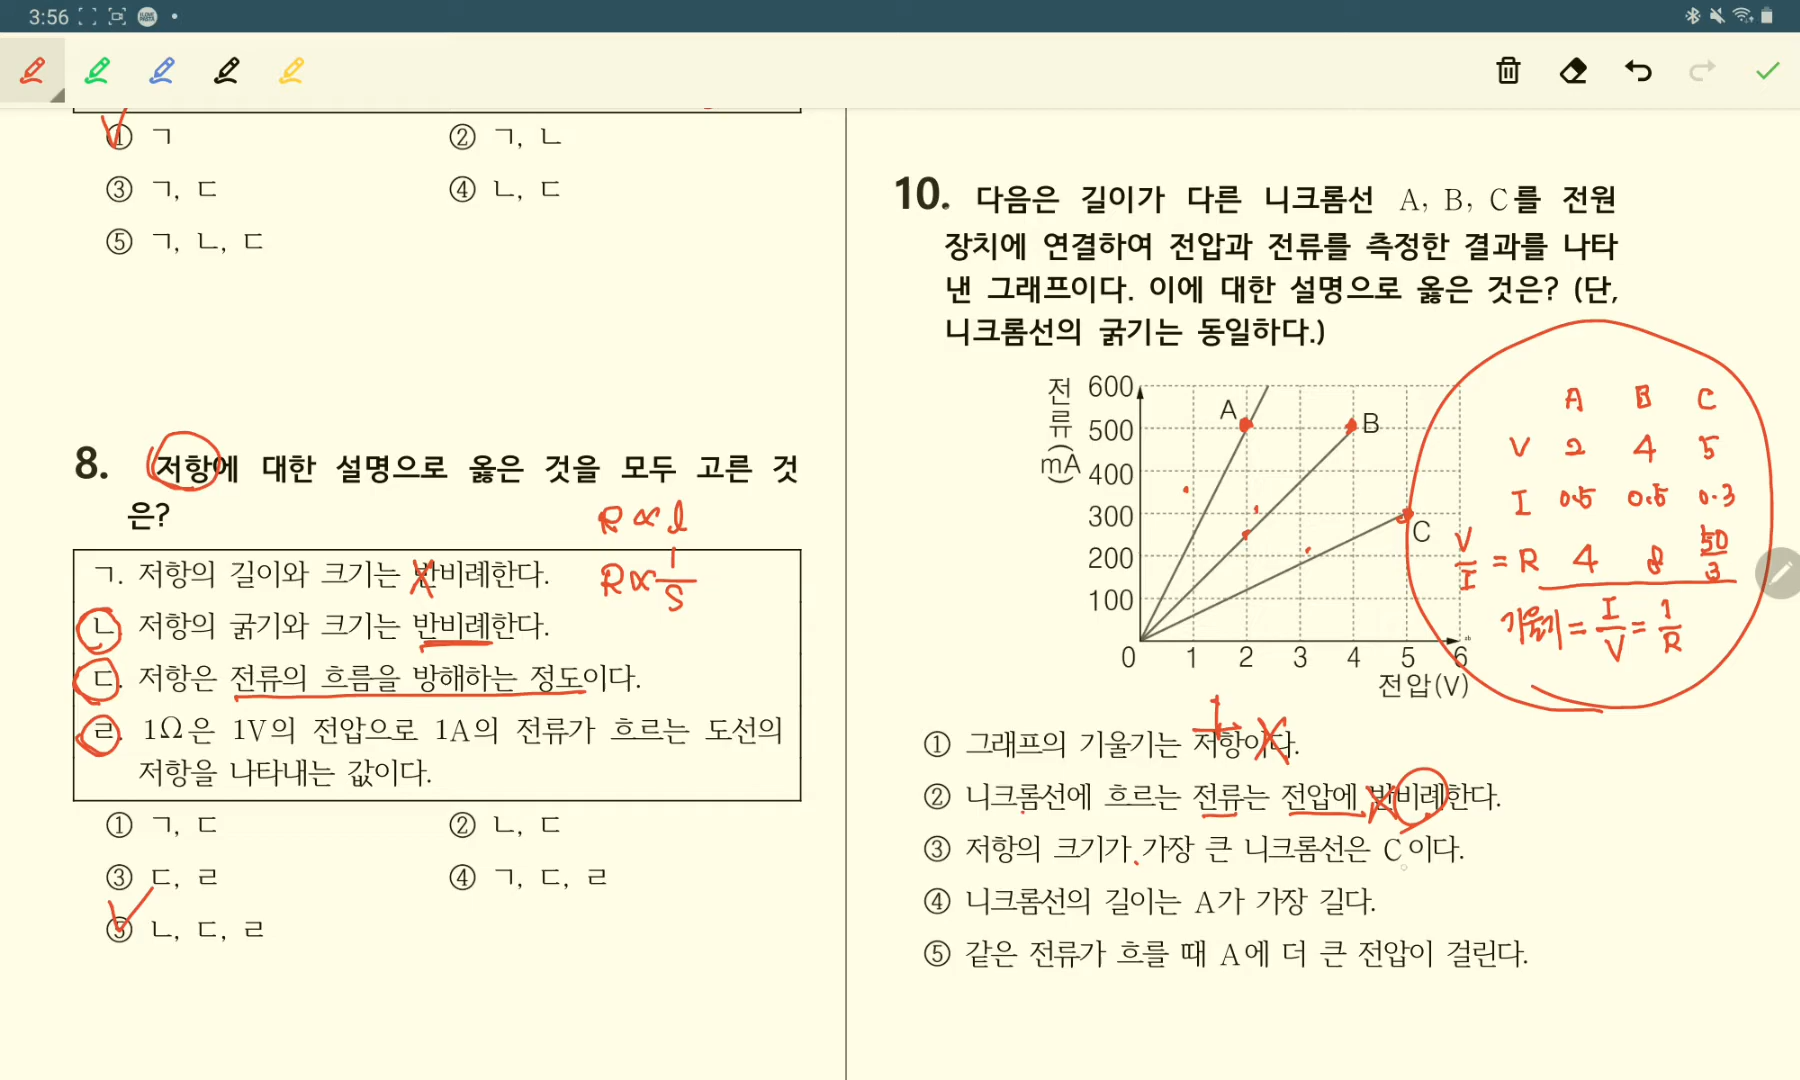 3:56
① ㄱ
② ㄱ, ㄴ
③ ㄱ, ㄷ
④ ㄴ, ㄷ
⑤ ㄱ, ㄴ, ㄷ
8. 저항에 대한 설명으로 옳은 것을 모두 고른 것
은?
R ∝ l
R ∝ 1/S
ㄱ. 저항의 길이와 크기는 반비례한다.
ㄴ. 저항의 굵기와 크기는 반비례한다.
ㄷ. 저항은 전류의 흐름을 방해하는 정도이다.
ㄹ. 1Ω은 1V의 전압으로 1A의 전류가 흐르는 도선의
저항을 나타내는 값이다.
① ㄱ, ㄷ
② ㄴ, ㄷ
③ ㄷ, ㄹ
④ ㄱ, ㄷ, ㄹ
⑤ ㄴ, ㄷ, ㄹ
10. 다음은 길이가 다른 니크롬선 A, B, C를 전원
장치에 연결하여 전압과 전류를 측정한 결과를 나타
낸 그래프이다. 이에 대한 설명으로 옳은 것은? (단,
니크롬선의 굵기는 동일하다.)
전류(mA)
600
500
400
300
200
100
A
B
C
0 1 2 3 4 5 6
전압(V)
A B C
V 2 4 5
I 0.5 0.5 0.3
V/I = R 4 8 50/3
기울기 = I/V = 1/R
① 그래프의 기울기는 저항이다.
② 니크롬선에 흐르는 전류는 전압에 반비례한다.
③ 저항의 크기가 가장 큰 니크롬선은 C이다.
④ 니크롬선의 길이는 A가 가장 길다.
⑤ 같은 전류가 흐를 때 A에 더 큰 전압이 걸린다.